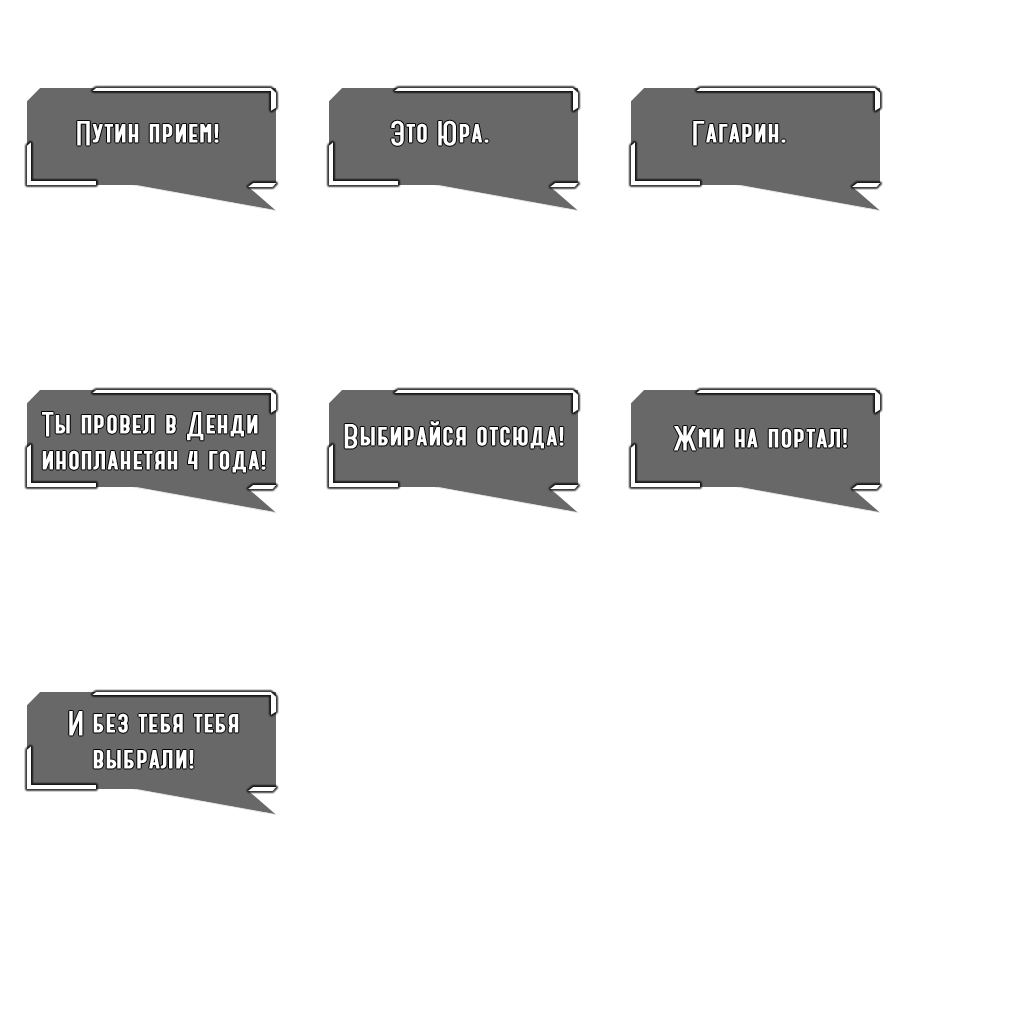 Путин прием!
Это Юра.
Гагарин.
Ты провел в Денди
инопланетян 4 года!
Выбирайся отсюда!
Жми на портал!
И без тебя тебя
выбрали!